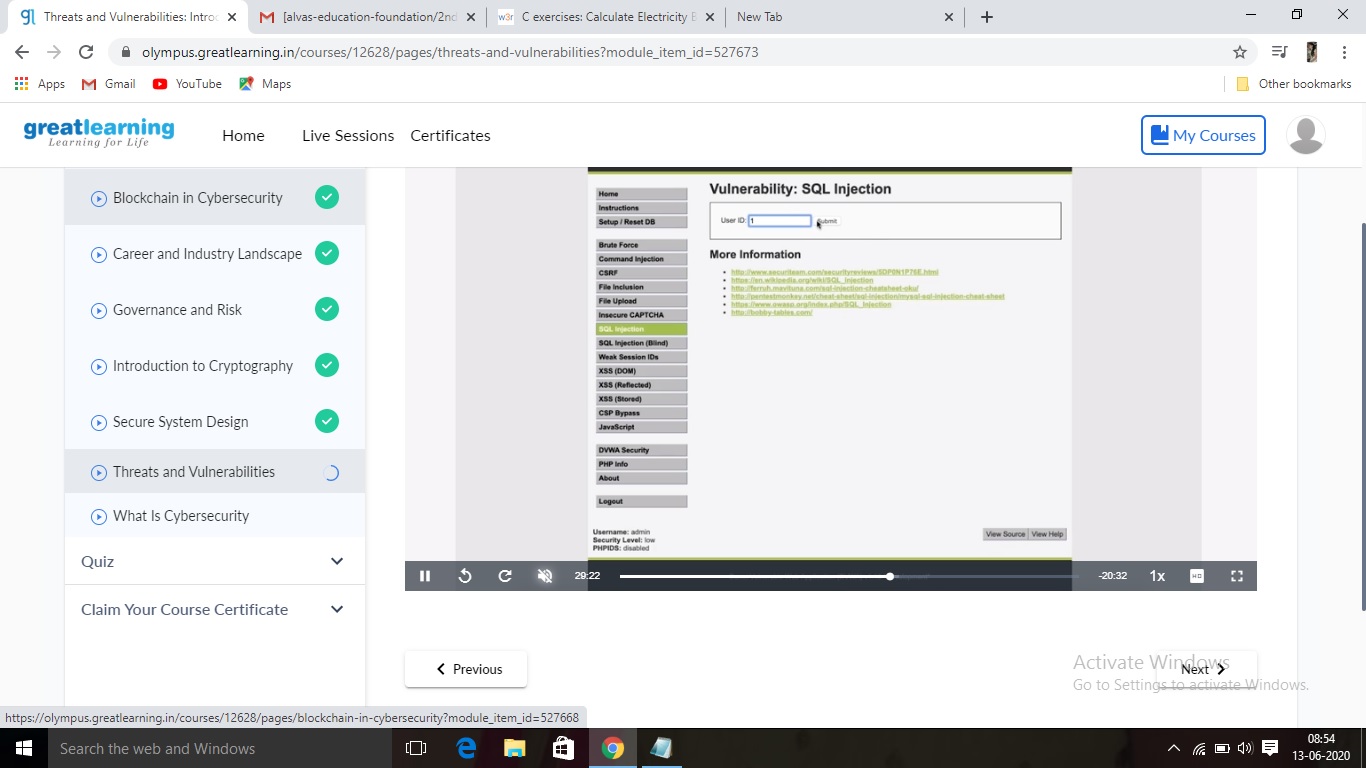 Threats and Vulnerabilities: Introd
[alvas-education-foundation/2nd
w3r
C exercises: Calculate Electricity B
New Tab
olympus.greatlearning.in/courses/12628/pages/threats-and-vulnerabilities?module_item_id=527673
Apps
Gmail
YouTube
Maps
Other bookmarks
greatlearning
Learning for Life
Home
Live Sessions
Certificates
My Courses
Blockchain in Cybersecurity
Career and Industry Landscape
Governance and Risk
Introduction to Cryptography
Secure System Design
Threats and Vulnerabilities
What Is Cybersecurity
Quiz
Claim Your Course Certificate
Home
Instructions
Setup / Reset DB
Brute Force
Command Injection
CSRF
File Inclusion
File Upload
Insecure CAPTCHA
SQL Injection
SQL Injection (Blind)
Weak Session IDs
XSS (DOM)
XSS (Reflected)
XSS (Stored)
CSP Bypass
JavaScript
DVWA Security
PHP Info
About
Logout
Username: admin
Security Level: low
PHPIDS: disabled
Vulnerability: SQL Injection
User ID: 1 Submit
More Information
http://www.securiteam.com/securityreviews/5DP0N1P76E.html
https://en.wikipedia.org/wiki/SQL_injection
http://ferruh.mavituna.com/sql-injection-cheatsheet-oku/
http://pentestmonkey.net/cheat-sheet/sql-injection/mysql-sql-injection-cheat-sheet
https://www.owasp.org/index.php/SQL_Injection
http://bobby-tables.com/
View Source
View Help
29:22
-20:32
1x
HD
Previous
Next
Activate Windows
Go to Settings to activate Windows.
https://olympus.greatlearning.in/courses/12628/pages/blockchain-in-cybersecurity?module_item_id=527668
Search the web and Windows
08:54
13-06-2020